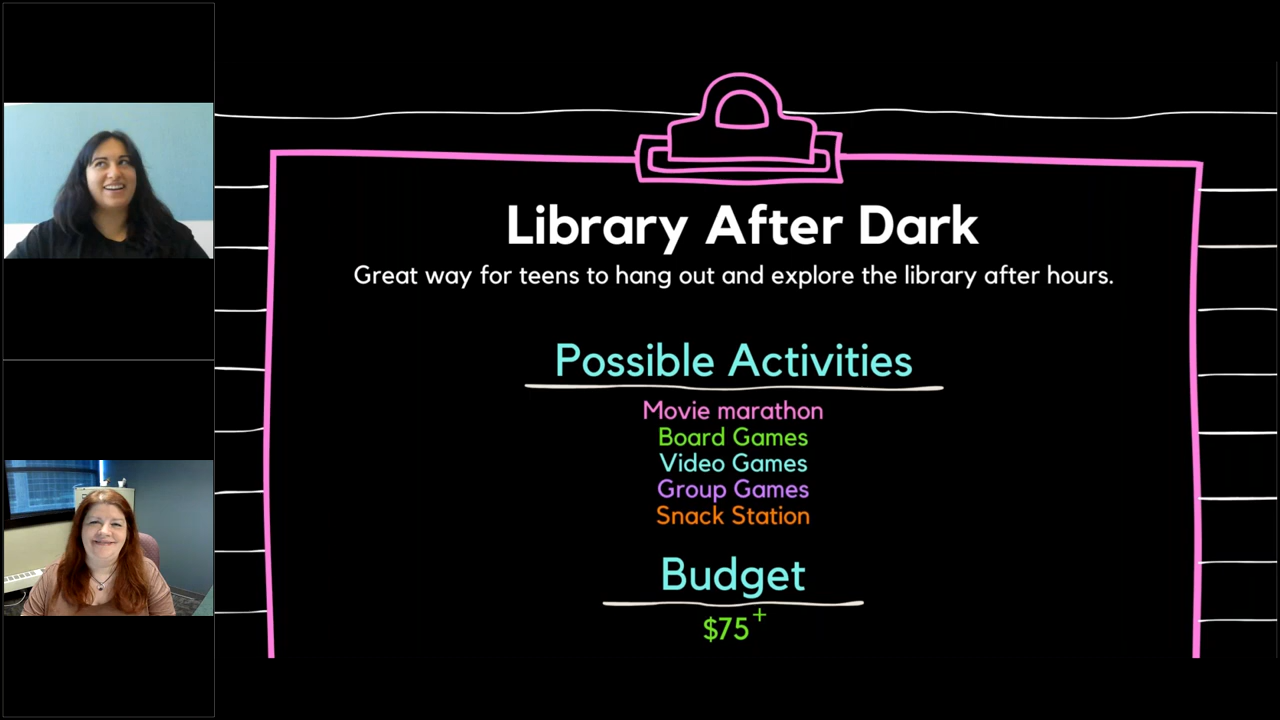 Library After Dark
Great way for teens to hang out and explore the library after hours.
Possible Activities
Movie marathon
Board Games
Video Games
Group Games
Snack Station
Budget
$75+